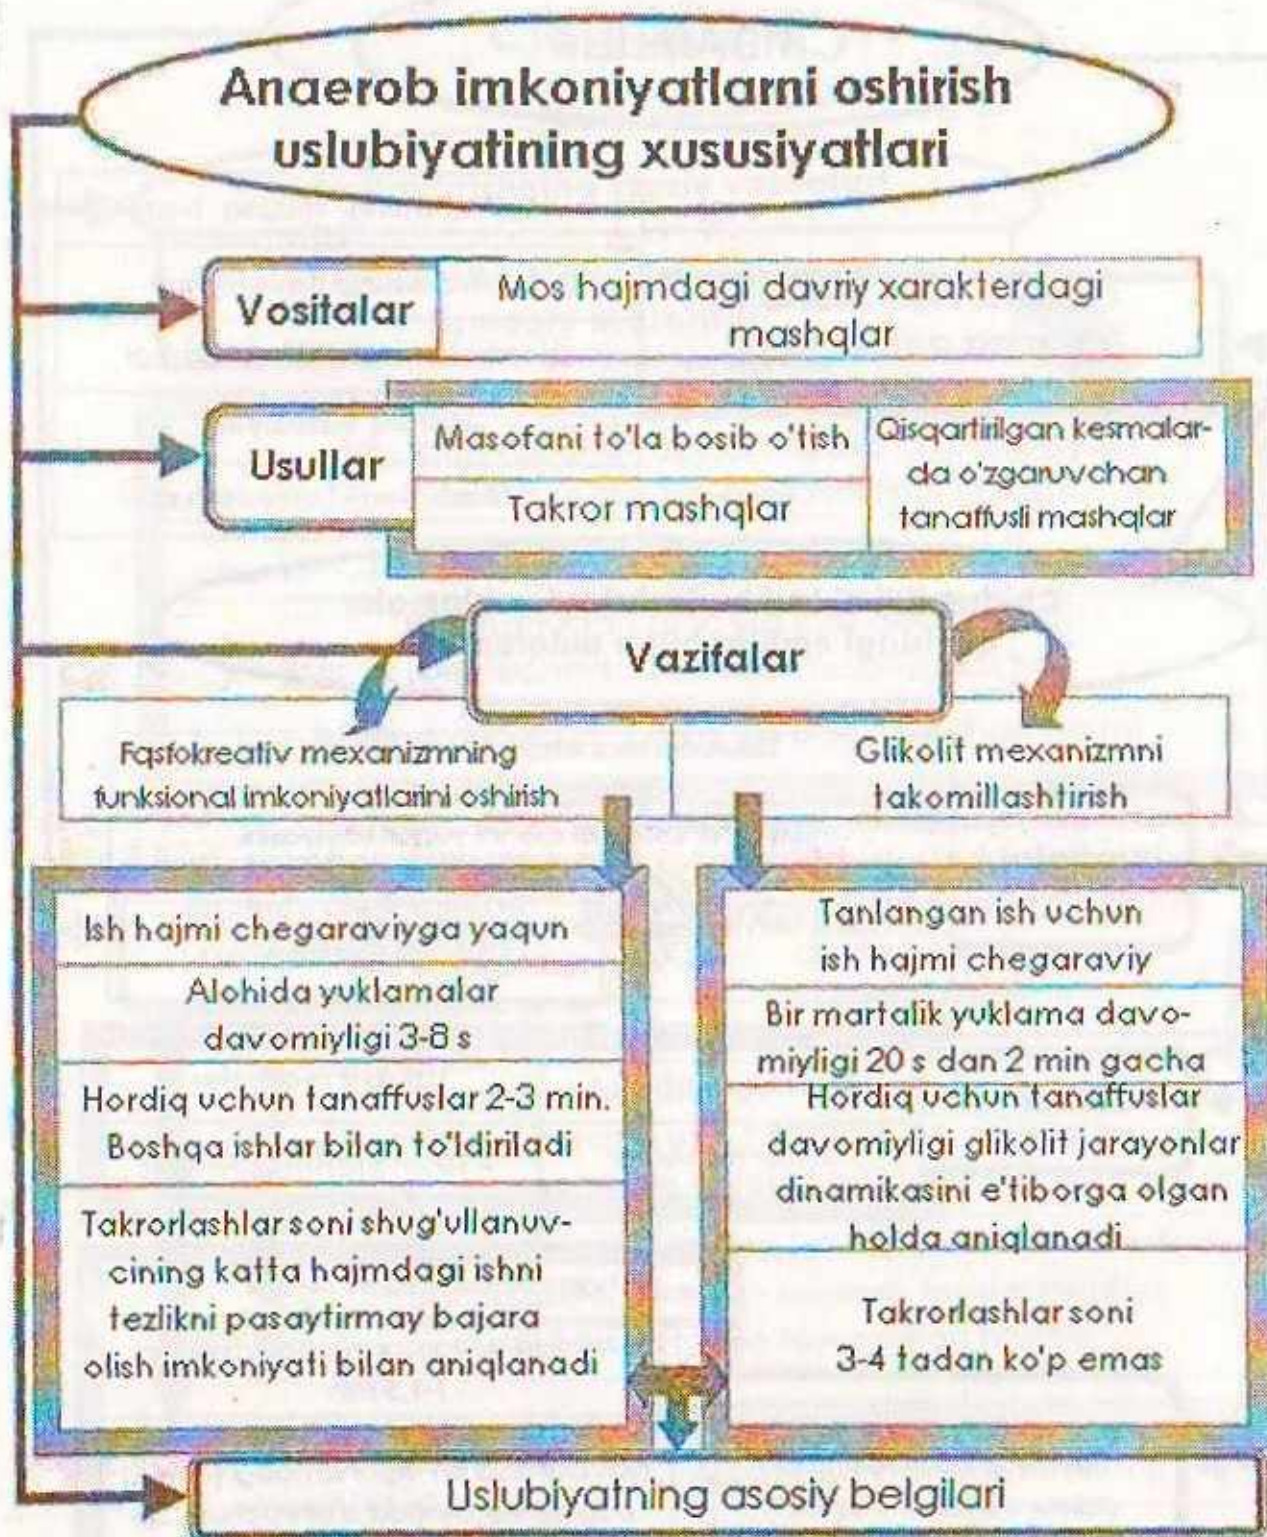 Anaerob imkoniyatlarni oshirish
uslubiyatining xususiyatlari
Vositalar
Mos hajmdagi davriy xarakterdagi
mashqlar
Usullar
Masofani to'la bosib o'tish
Takror mashqlar
Qisqartirilgan kesmalar-
da o'zgaruvchan
tanaffusli mashqlar
Vazifalar
Fqsfokreativ mexanizmning
funksional imkoniyatlarini oshirish
Glikolit mexanizmni
takomillashtirish
Ish hajmi chegaraviyga yaqun
Alohida yuklamalar
davomiyligi 3-8 s
Hordiq uchun tanaffuslar 2-3 min.
Boshqa ishlar bilan to'ldiriladi
Takrorlashlar soni shug'ullanuv-
cining katta hajmdagi ishni
tezlikni pasaytirmay bajara
olish imkoniyati bilan aniqlanadi
Tanlangan ish uchun
ish hajmi chegaraviy
Bir martalik yuklama davo-
miyligi 20 s dan 2 min gacha
Hordiq uchun tanaffuslar
davomiyligi glikolit jarayonlar
dinamikasini e'tiborga olgan
holda aniqlanadi
Takrorlashlar soni
3-4 tadan ko'p emas
Uslubiyatning asosiy belgilari